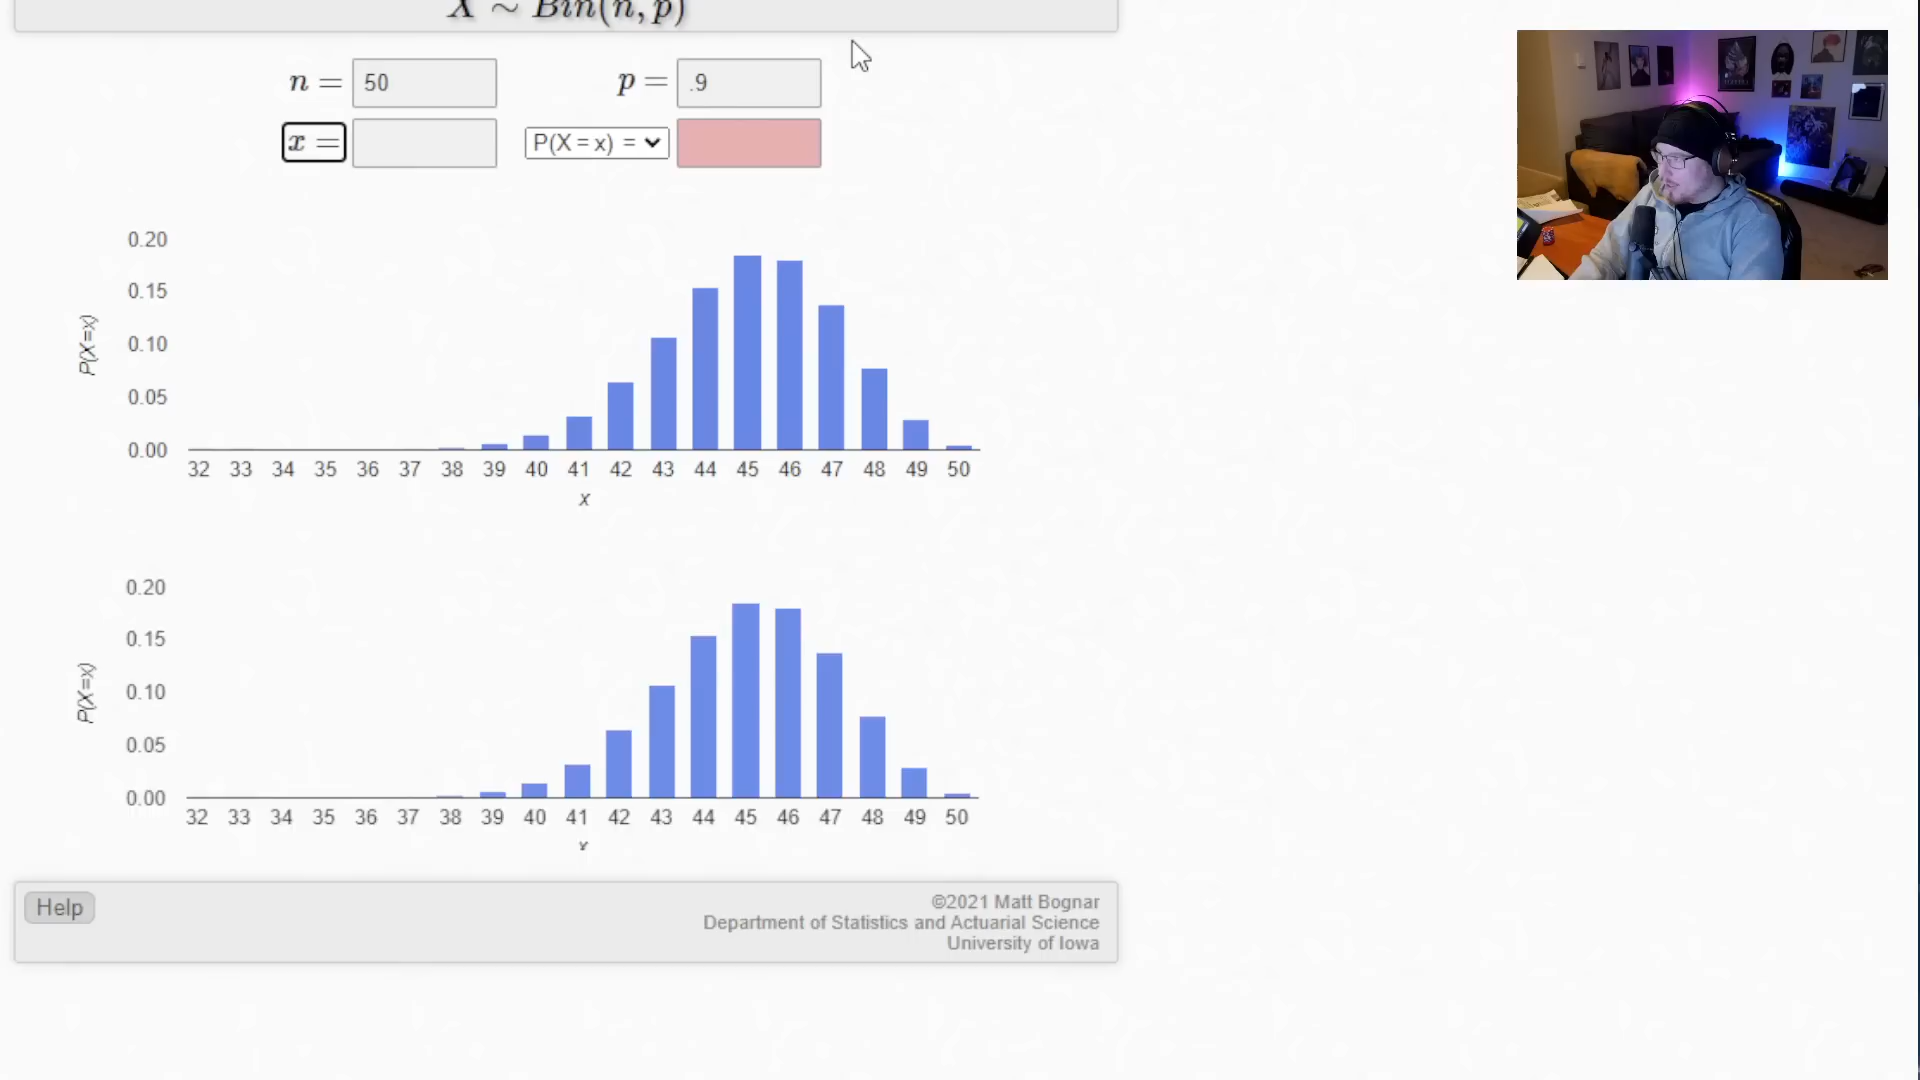 X ∼ Bin(n, p)
n = 50 p = .9
x = P(X = x) =
0.20
0.15
0.10
0.05
0.00
P(X=x)
32 33 34 35 36 37 38 39 40 41 42 43 44 45 46 47 48 49 50
x
0.20
0.15
0.10
0.05
0.00
P(X=x)
32 33 34 35 36 37 38 39 40 41 42 43 44 45 46 47 48 49 50
x
Help
©2021 Matt Bognar
Department of Statistics and Actuarial Science
University of Iowa